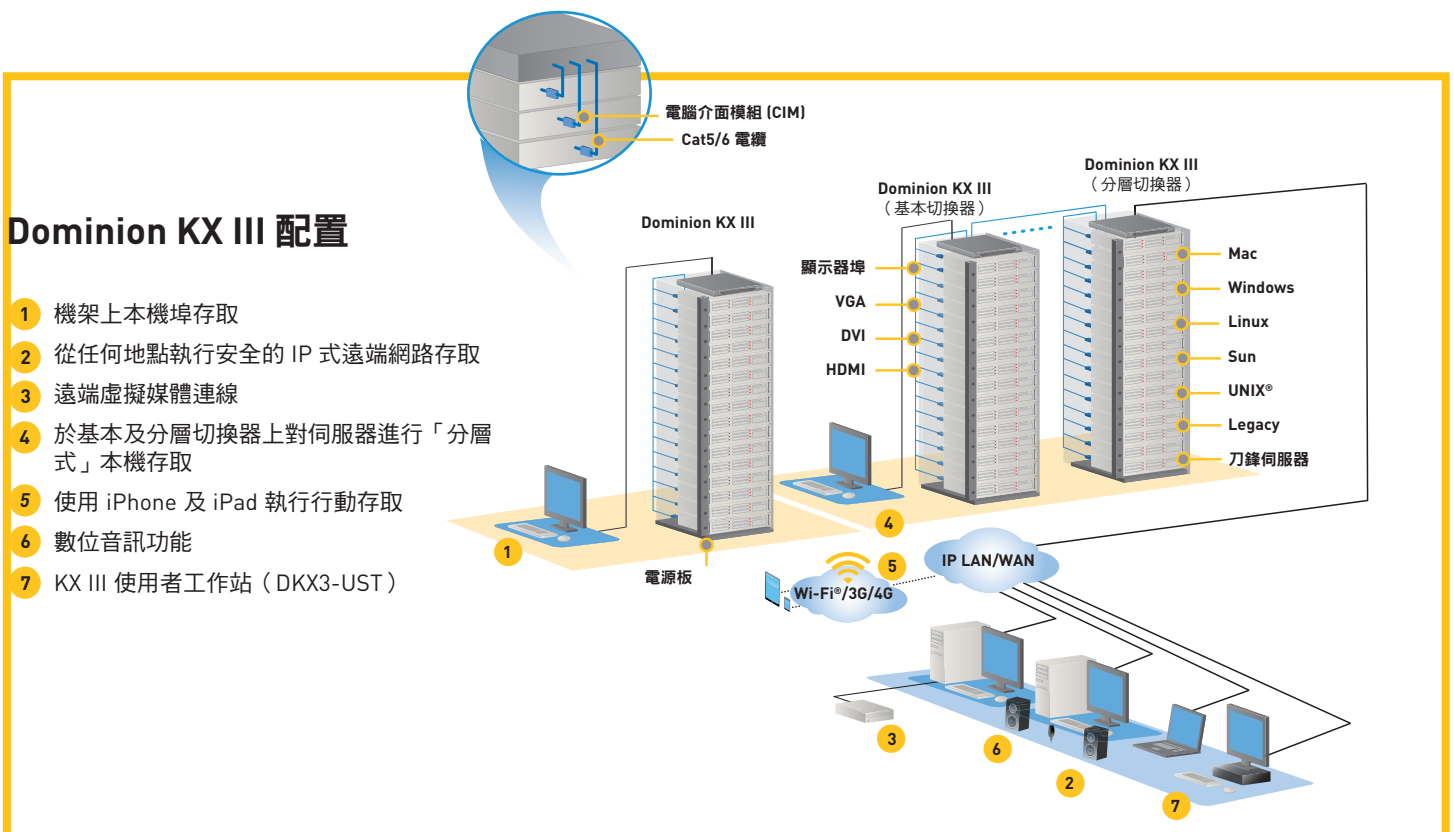 電腦介面模組 (CIM)
Cat5/6 電纜
Dominion KX III 配置
1 機架上本機埠存取
2 從任何地點執行安全的 IP 式遠端網路存取
3 遠端虛擬媒體連線
4 於基本及分層切換器上對伺服器進行「分層
式」本機存取
5 使用 iPhone 及 iPad 執行行動存取
6 數位音訊功能
7 KX III 使用者工作站（DKX3-UST）
Dominion KX III
Dominion KX III
（基本切換器）
Dominion KX III
（分層切換器）
顯示器埠
VGA
DVI
HDMI
Mac
Windows
Linux
Sun
UNIX®
Legacy
刀鋒伺服器
1
電源板
4
5
Wi-Fi®/3G/4G
IP LAN/WAN
3
6
2
7